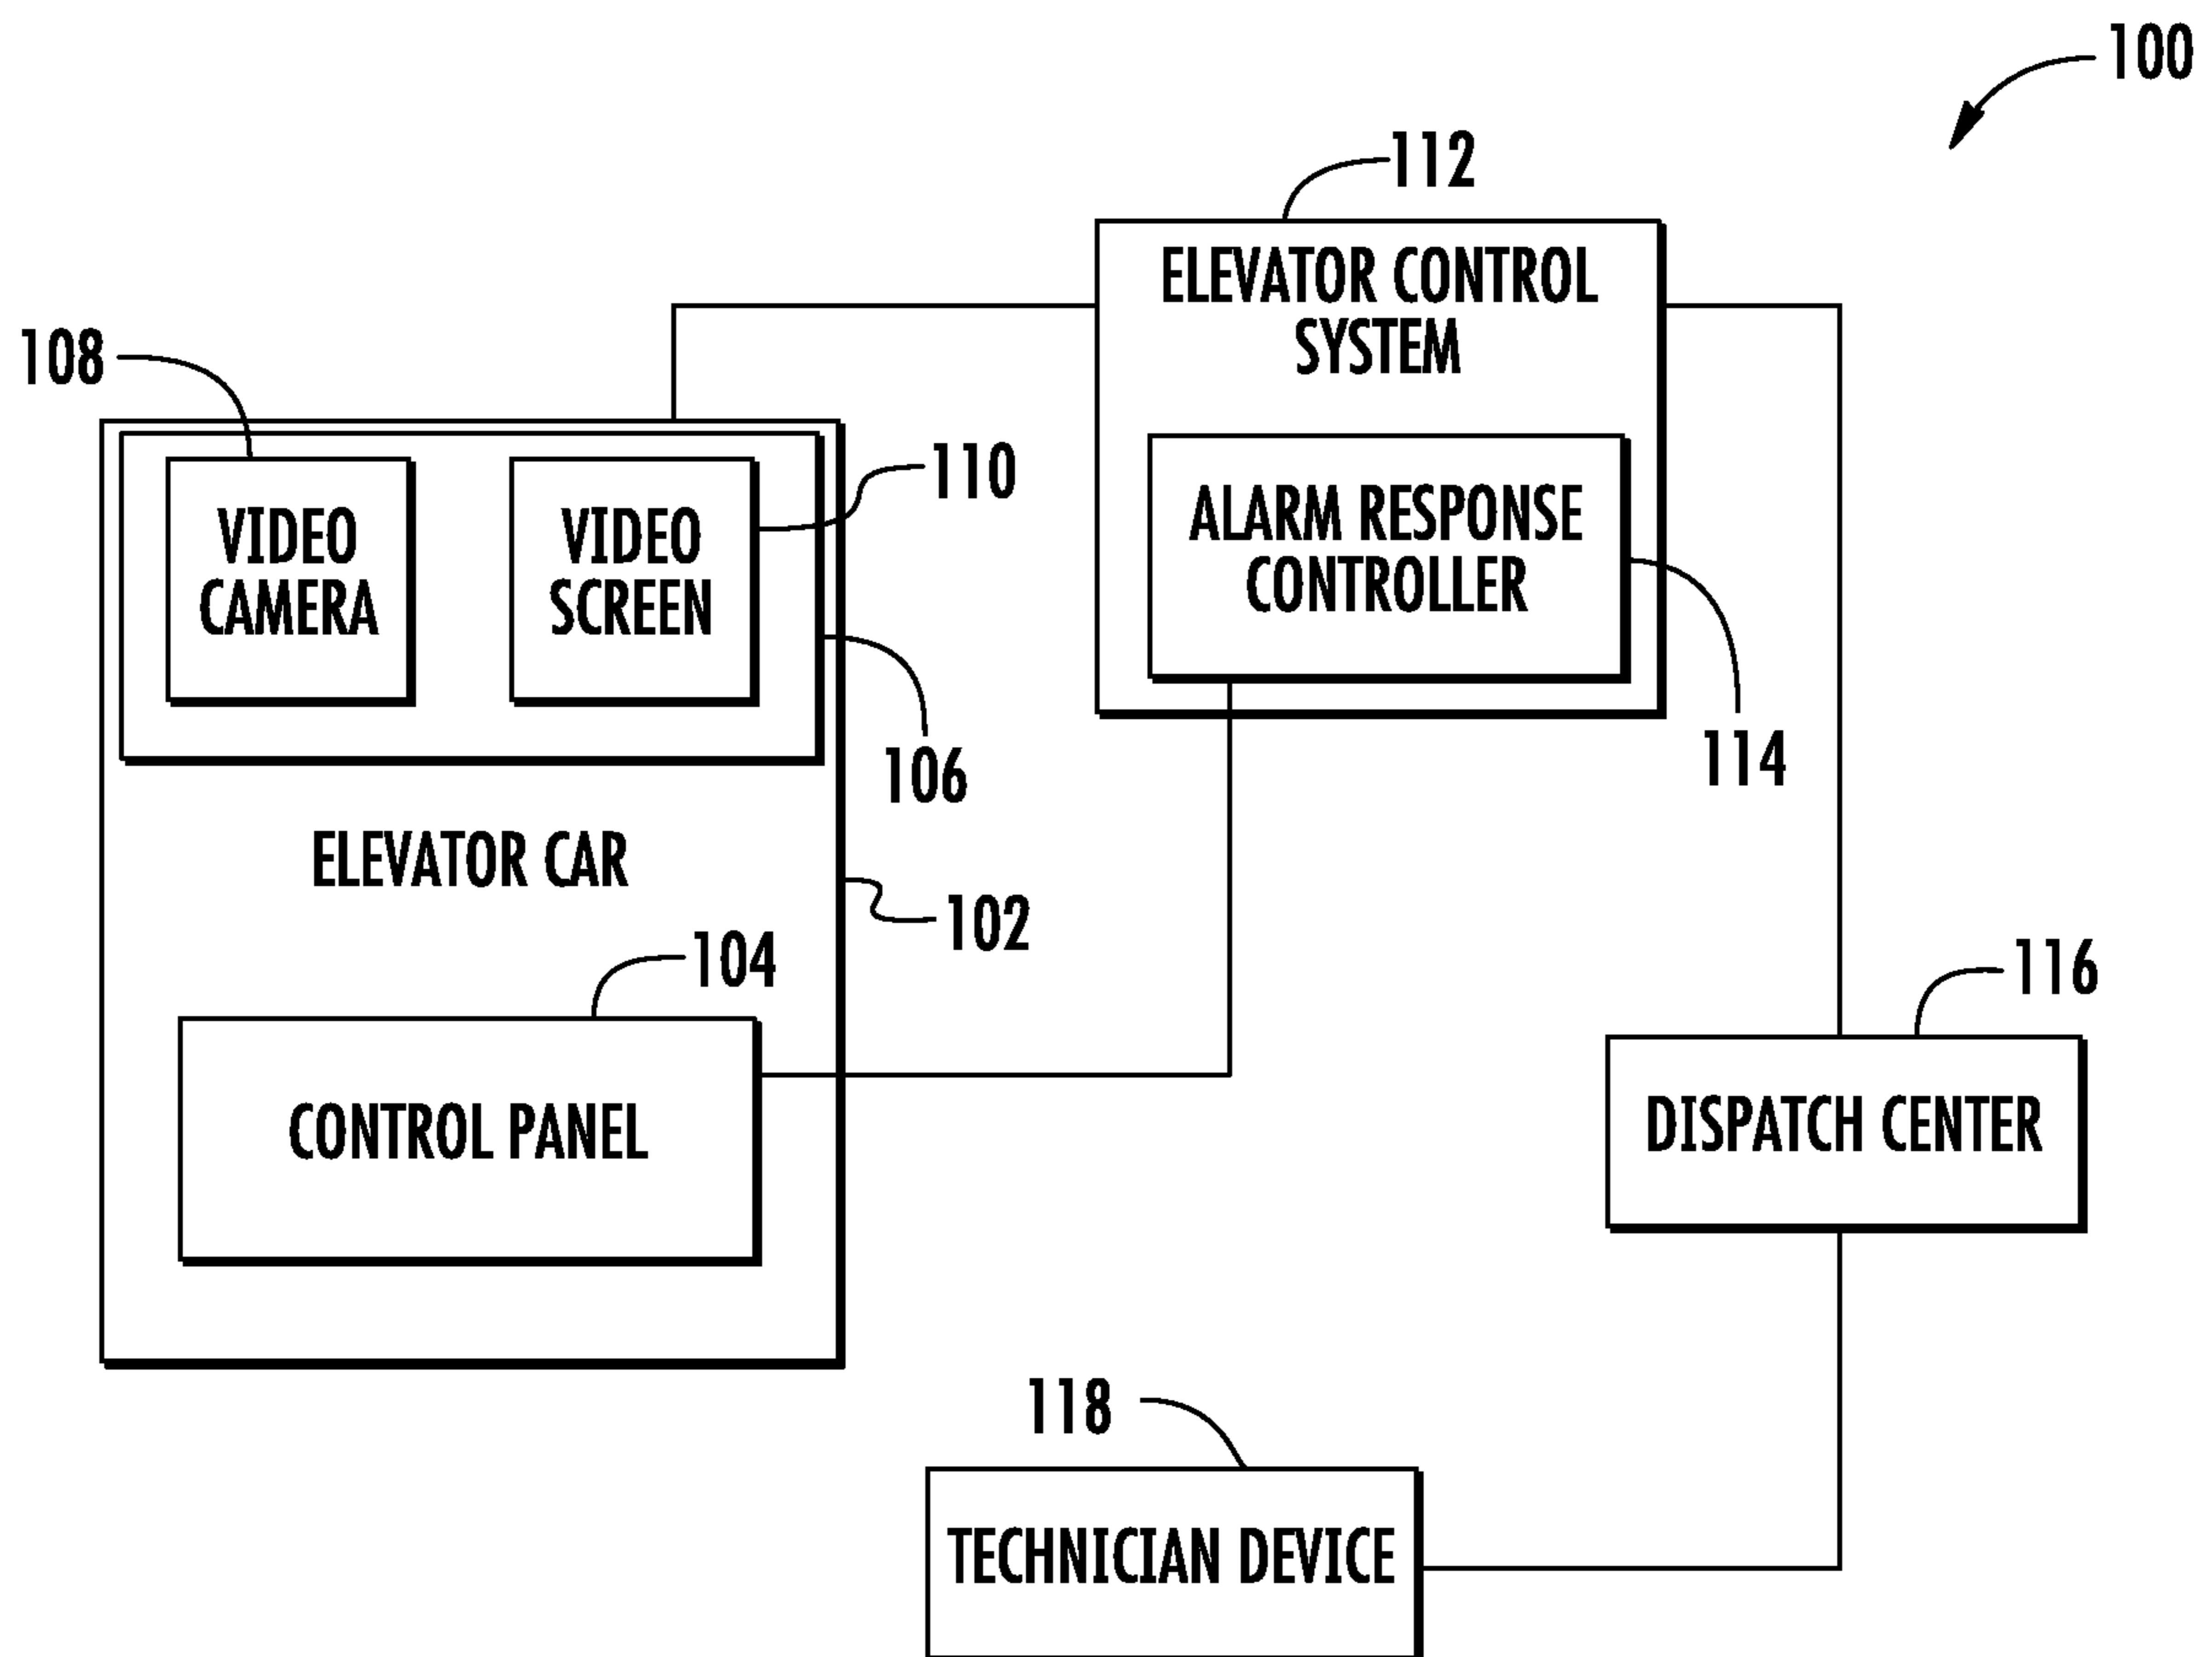 100
112
ELEVATOR CONTROL
SYSTEM
108
110
VIDEO
CAMERA
VIDEO
SCREEN
ALARM RESPONSE
CONTROLLER
106
114
ELEVATOR CAR
102
104
116
CONTROL PANEL
DISPATCH CENTER
118
TECHNICIAN DEVICE